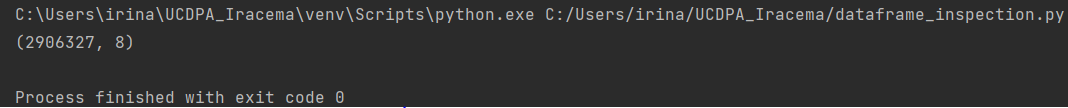 C:\Users\irina\UCDPA_Iracema\venv\Scripts\python.exe C:/Users/irina/UCDPA_Iracema/dataframe_inspection.py
(2906327, 8)
Process finished with exit code 0